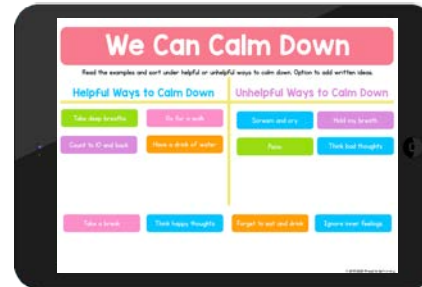 We Can Calm Down
Read the examples and sort under helpful or unhelpful ways to calm down. Option to add written ideas.
Helpful Ways to Calm Down
Unhelpful Ways to Calm Down
Take deep breaths
Go for a walk
Scream and cry
Hold my breath
Count to 10 and back
Have a drink of water
Pace
Think bad thoughts
Take a break
Think happy thoughts
Forget to eat and drink
Ignore inner feelings